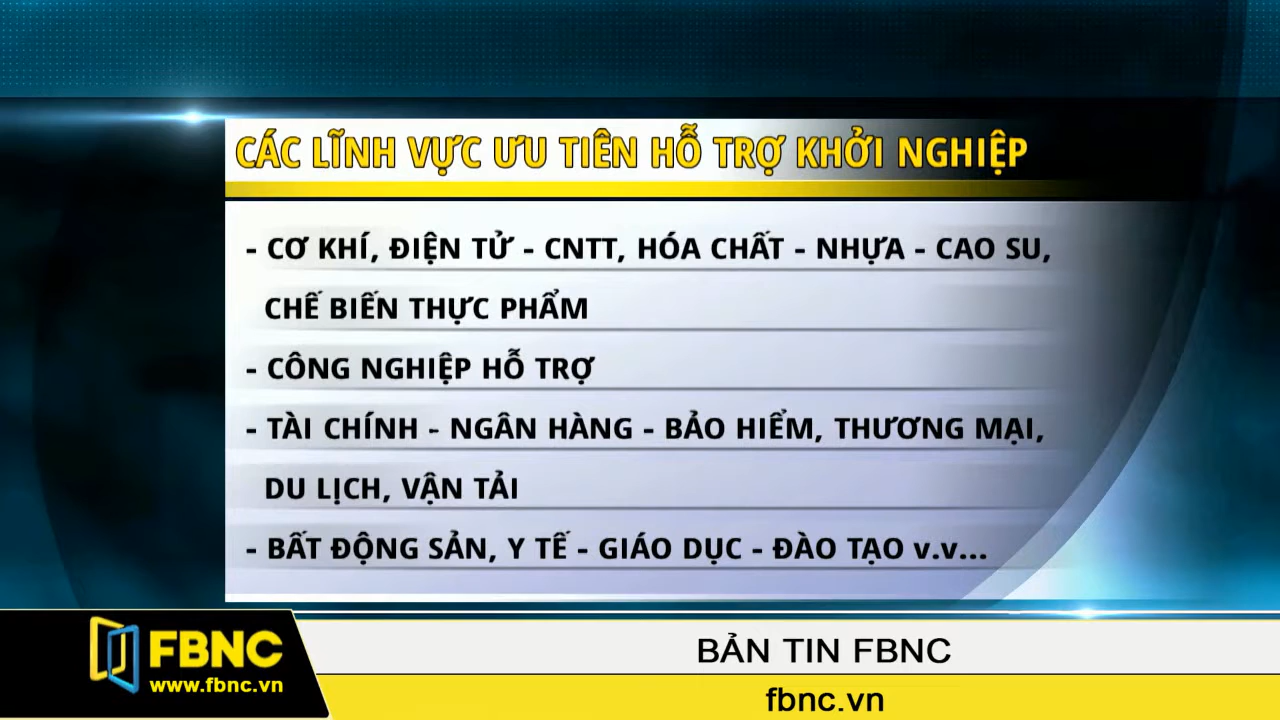 CÁC LĨNH VỰC ƯU TIÊN HỖ TRỢ KHỞI NGHIỆP
- CƠ KHÍ, ĐIỆN TỬ - CNTT, HÓA CHẤT - NHỰA - CAO SU,
CHẾ BIẾN THỰC PHẨM
- CÔNG NGHIỆP HỖ TRỢ
- TÀI CHÍNH - NGÂN HÀNG - BẢO HIỂM, THƯƠNG MẠI,
DU LỊCH, VẬN TẢI
- BẤT ĐỘNG SẢN, Y TẾ - GIÁO DỤC - ĐÀO TẠO v.v...
FBNC
www.fbnc.vn
BẢN TIN FBNC
fbnc.vn